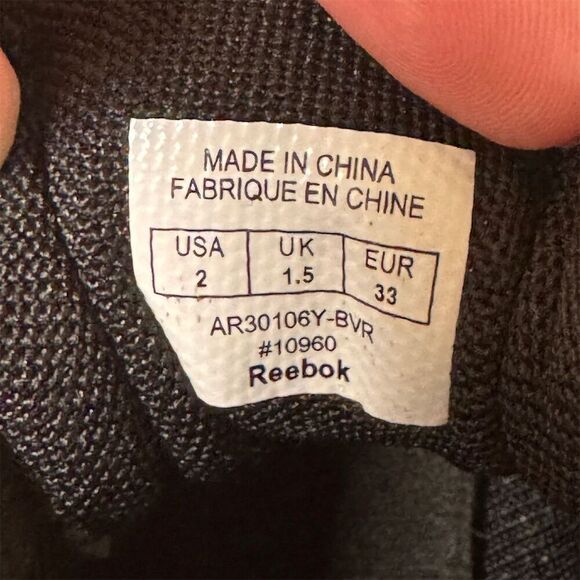 MADE IN CHINA
FABRIQUE EN CHINE
USA UK EUR
2 1.5 33
AR30106Y-BVR
#10960
Reebok